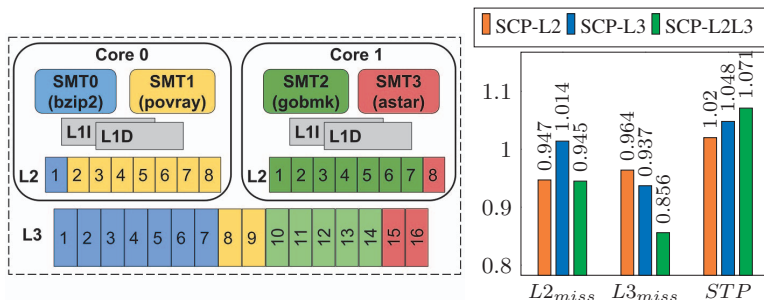 Core 0
SMT0
(bzip2)
SMT1
(povray)
L1I
L1D
L2
1 2 3 4 5 6 7 8
Core 1
SMT2
(gobmk)
SMT3
(astar)
L1I
L1D
L2
1 2 3 4 5 6 7 8
L3
1 2 3 4 5 6 7 8 9 10 11 12 13 14 15 16
SCP-L2 SCP-L3 SCP-L2L3
1.1
1
0.9
0.8
0.947 1.014 0.945
0.964 0.937 0.856
1.02 1.048 1.071
L2miss L3miss STP